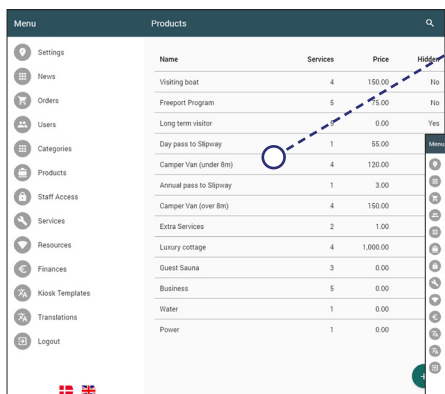 Menu Products
Settings
News
Orders
Users
Categories
Products
Staff Access
Services
Resources
Finances
Kiosk Templates
Translations
Logout
Name Services Price Hidden
Visiting boat 4 150.00 No
Freeport Program 5 75.00 No
Long term visitor 0.00 Yes
Day pass to Slipway 1 55.00
Camper Van (under 8m) 4 120.00
Annual pass to Slipway 1 3.00
Camper Van (over 8m) 4 150.00
Extra Services 2 1.00
Luxury cottage 4 1,000.00
Guest Sauna 3 0.00
Business 5 0.00
Water 1 0.00
Power 1 0.00
Menu